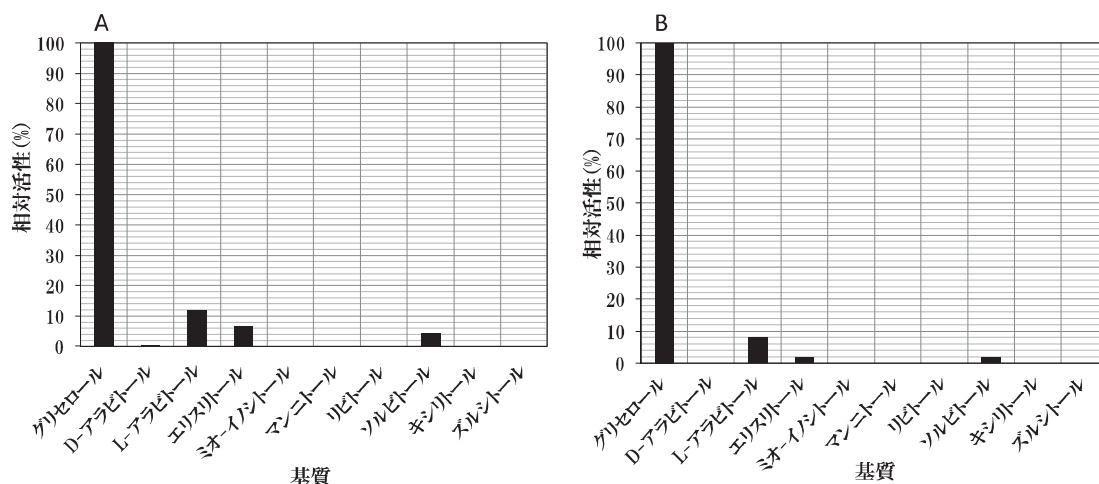 A
100
90
80
70
60
50
40
30
20
10
0
相対活性(%)
グリセロール
D-アラビトール
L-アラビトール
エリスリトール
ミオ-イノシトール
マンニトール
リビトール
ソルビトール
キシリトール
ズルシトール
基質
B
100
90
80
70
60
50
40
30
20
10
0
相対活性(%)
グリセロール
D-アラビトール
L-アラビトール
エリスリトール
ミオ-イノシトール
マンニトール
リビトール
ソルビトール
キシリトール
ズルシトール
基質